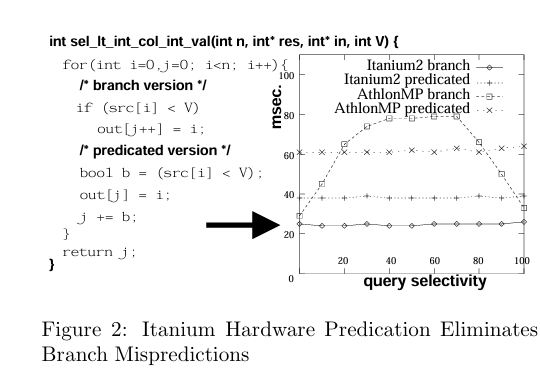 int sel_lt_int_col_int_val(int n, int* res, int* in, int V) {
for(int i=0,j=0; i<n; i++){
/* branch version */
if (src[i] < V)
out[j++] = i;
/* predicated version */
bool b = (src[i] < V);
out[j] = i;
j += b;
}
return j;
}
msec.
100
80
60
40
20
0
20
40
60
80
100
query selectivity
Itanium2 branch
Itanium2 predicated
AthlonMP branch
AthlonMP predicated
Figure 2: Itanium Hardware Predication Eliminates
Branch Mispredictions